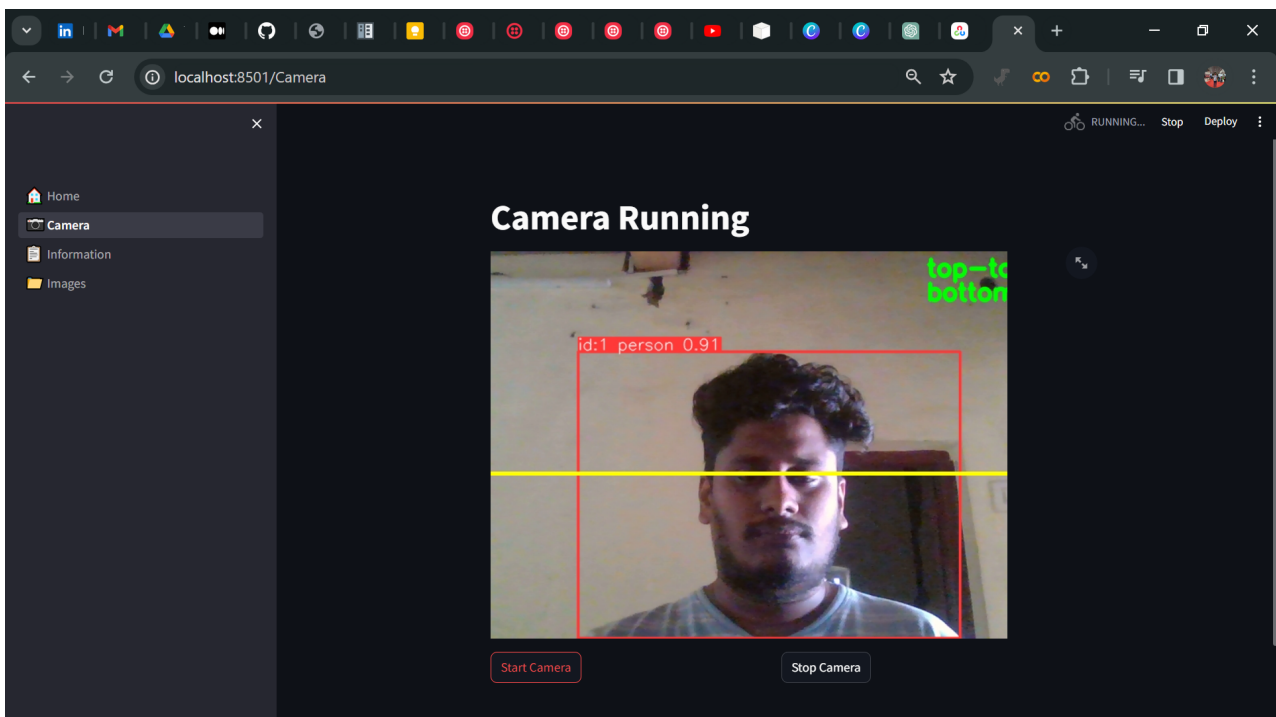 in
M
localhost:8501/Camera
RUNNING...
Stop
Deploy
Home
Camera
Information
Images
Camera Running
top-to
bottom
id:1 person 0.91
Start Camera
Stop Camera